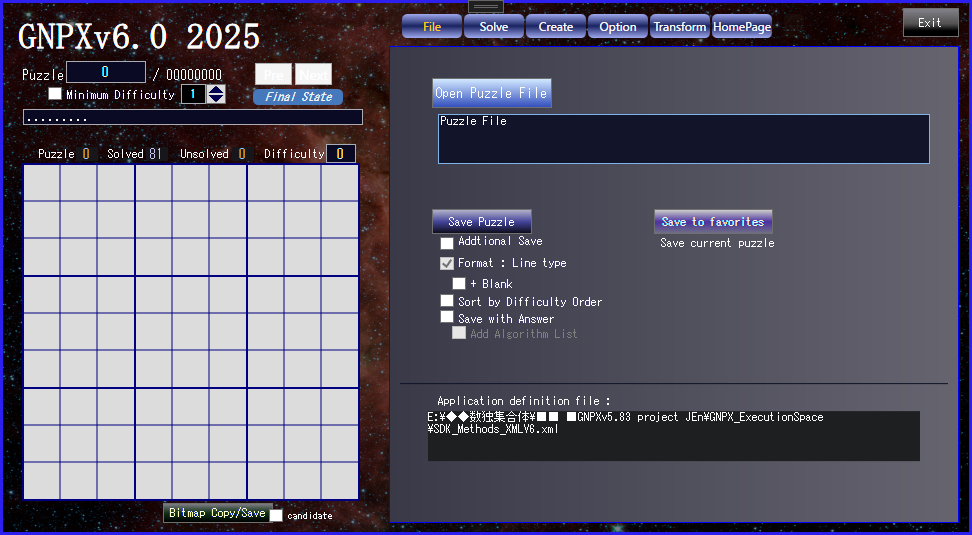 GNPXv6.0 2025
File Solve Create Option Transform HomePage
Exit
Puzzle 0 / 00000000 Pre Next
Minimum Difficulty 1 Final State
.........
Puzzle 0 Solved 81 Unsolved 0 Difficulty 0
Bitmap Copy/Save candidate
Open Puzzle File
Puzzle File
Save Puzzle
Addtional Save
Format : Line type
+ Blank
Sort by Difficulty Order
Save with Answer
Add Algorithm List
Save to favorites
Save current puzzle
Application definition file :
E:¥◆◆数独集合体¥■■ ■GNPXv5.83 project JEn¥GNPX_ExecutionSpace
¥SDK_Methods_XMLV6.xml